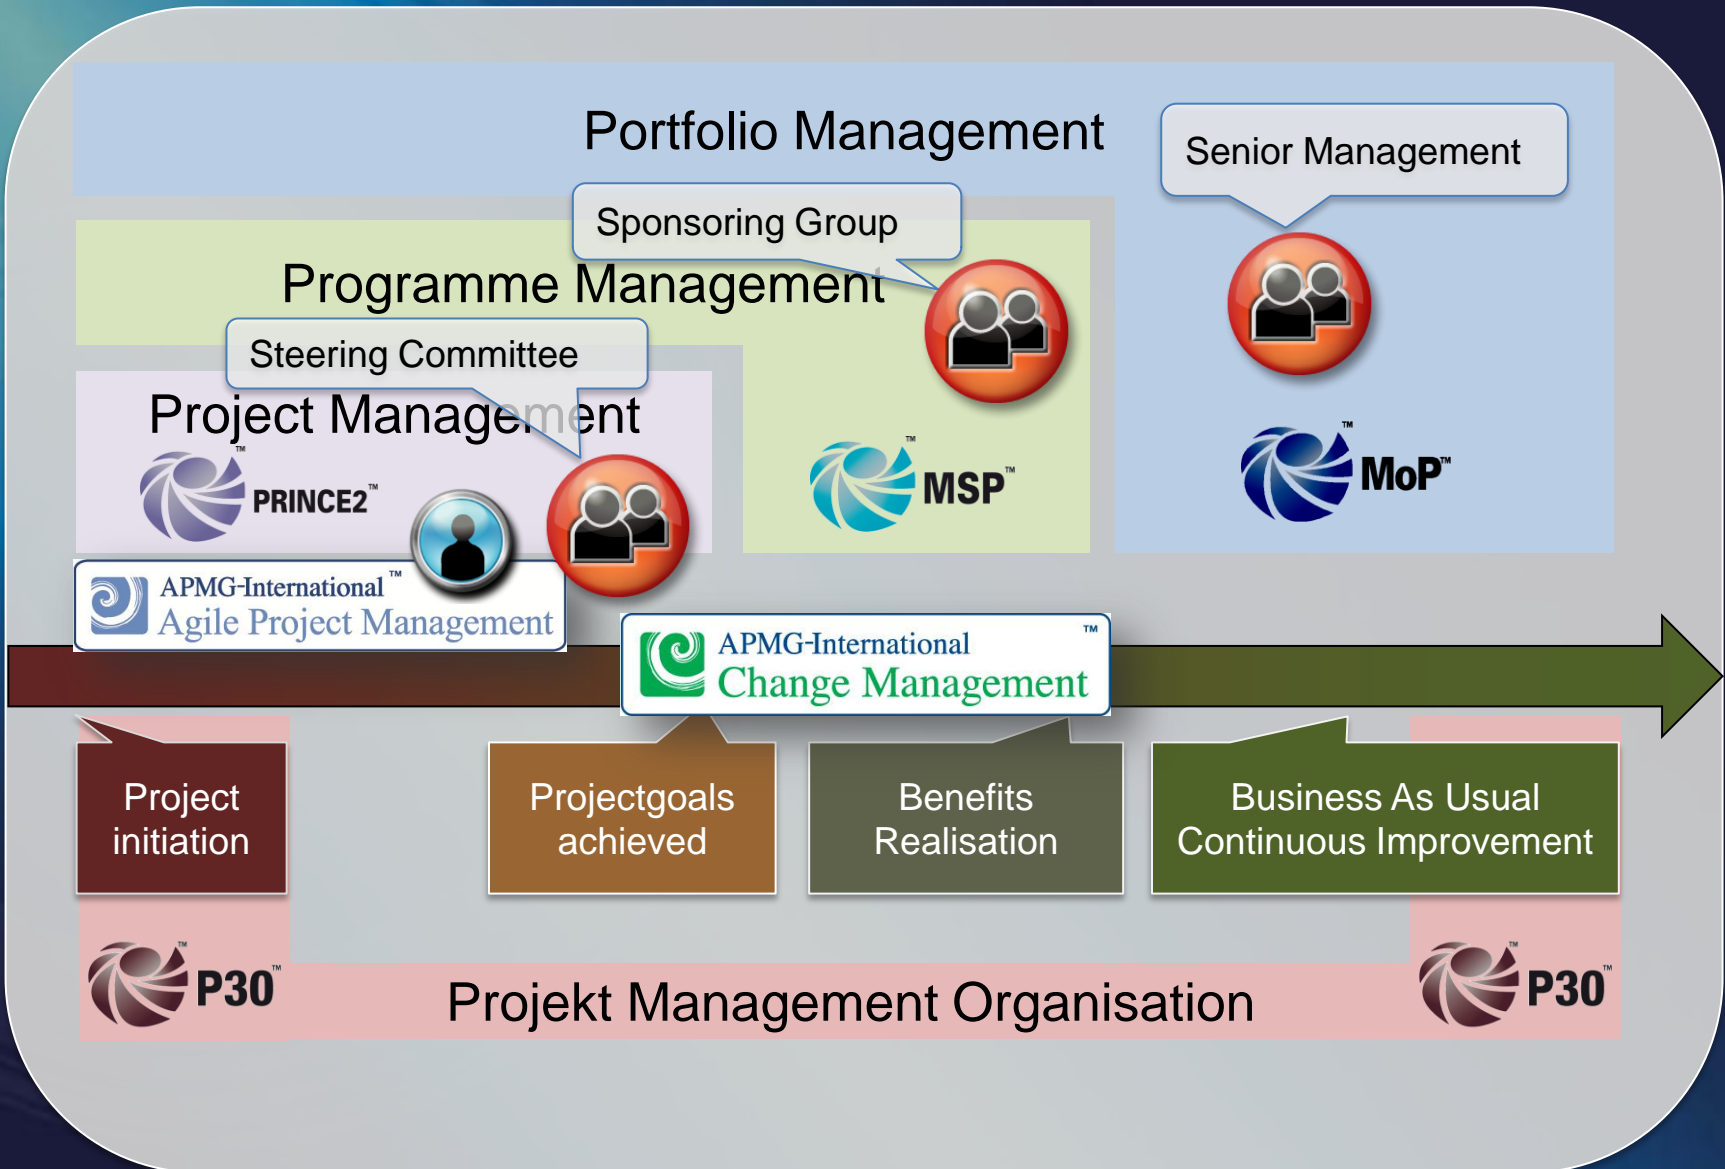 Portfolio Management
Senior Management
Sponsoring Group
Programme Management
Steering Committee
Project Management
PRINCE2™
MSP™
MoP™
APMG-International™
Agile Project Management
APMG-International™
Change Management
Project
initiation
Projectgoals
achieved
Benefits
Realisation
Business As Usual
Continuous Improvement
P30™
Projekt Management Organisation
P30™